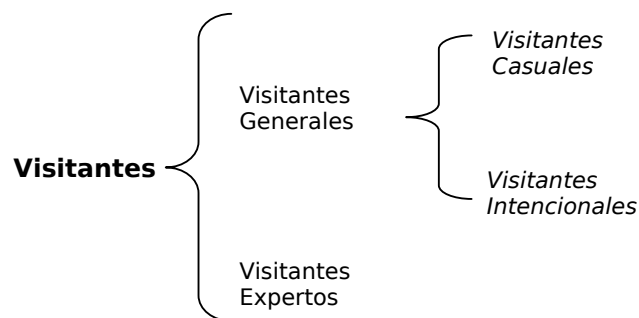 Visitantes
Visitantes
Generales
Visitantes
Casuales
Visitantes
Intencionales
Visitantes
Expertos